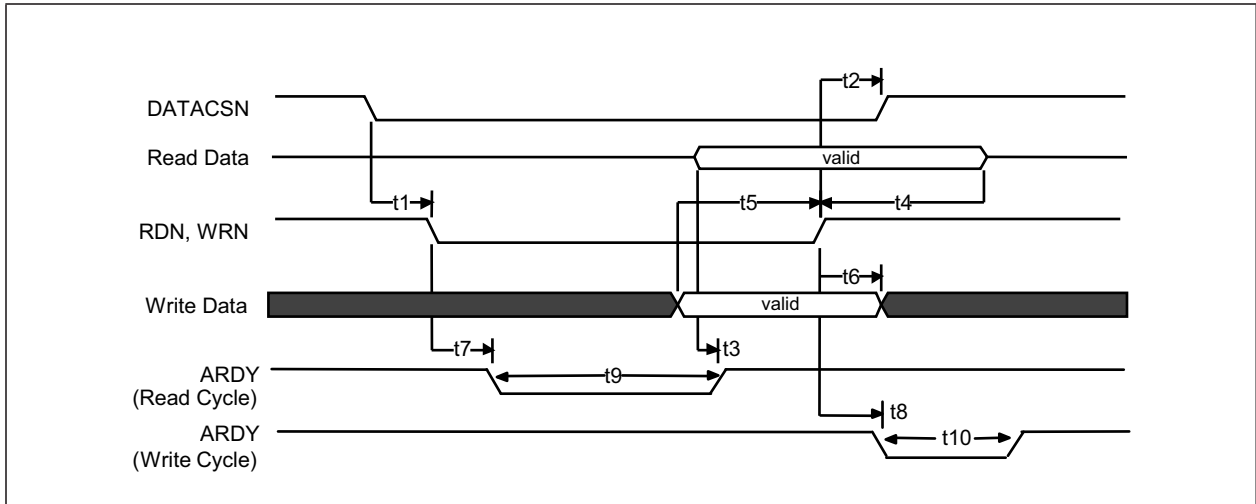 t2
DATACSN
Read Data
valid
t1
t5
t4
RDN, WRN
t6
Write Data
valid
t7
t3
ARDY
(Read Cycle)
t9
t8
ARDY
(Write Cycle)
t10